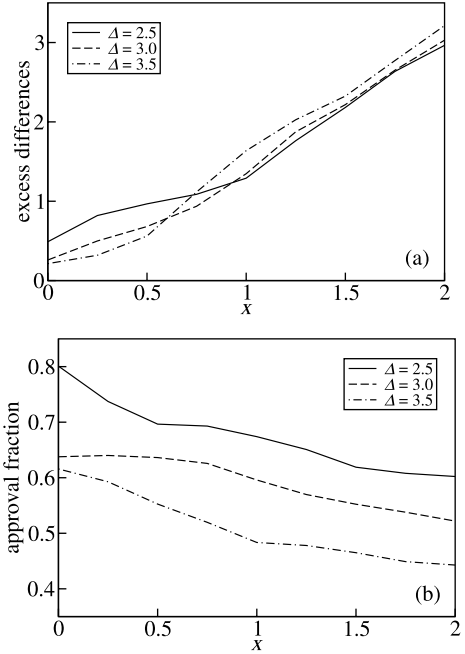 3
2
1
0
excess differences
Δ = 2.5
Δ = 3.0
Δ = 3.5
(a)
0 0.5 1 1.5 2
x
0.8
0.7
0.6
0.5
0.4
approval fraction
Δ = 2.5
Δ = 3.0
Δ = 3.5
(b)
0 0.5 1 1.5 2
x